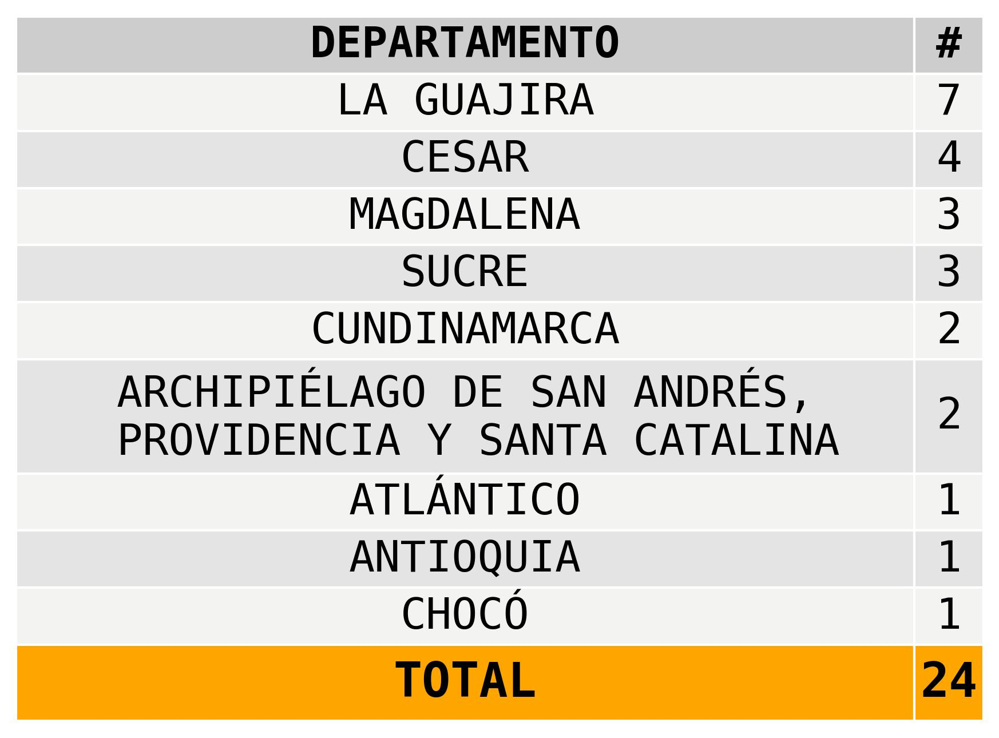 DEPARTAMENTO #
LA GUAJIRA 7
CESAR 4
MAGDALENA 3
SUCRE 3
CUNDINAMARCA 2
ARCHIPIÉLAGO DE SAN ANDRÉS,
PROVIDENCIA Y SANTA CATALINA 2
ATLÁNTICO 1
ANTIOQUIA 1
CHOCÓ 1
TOTAL 24